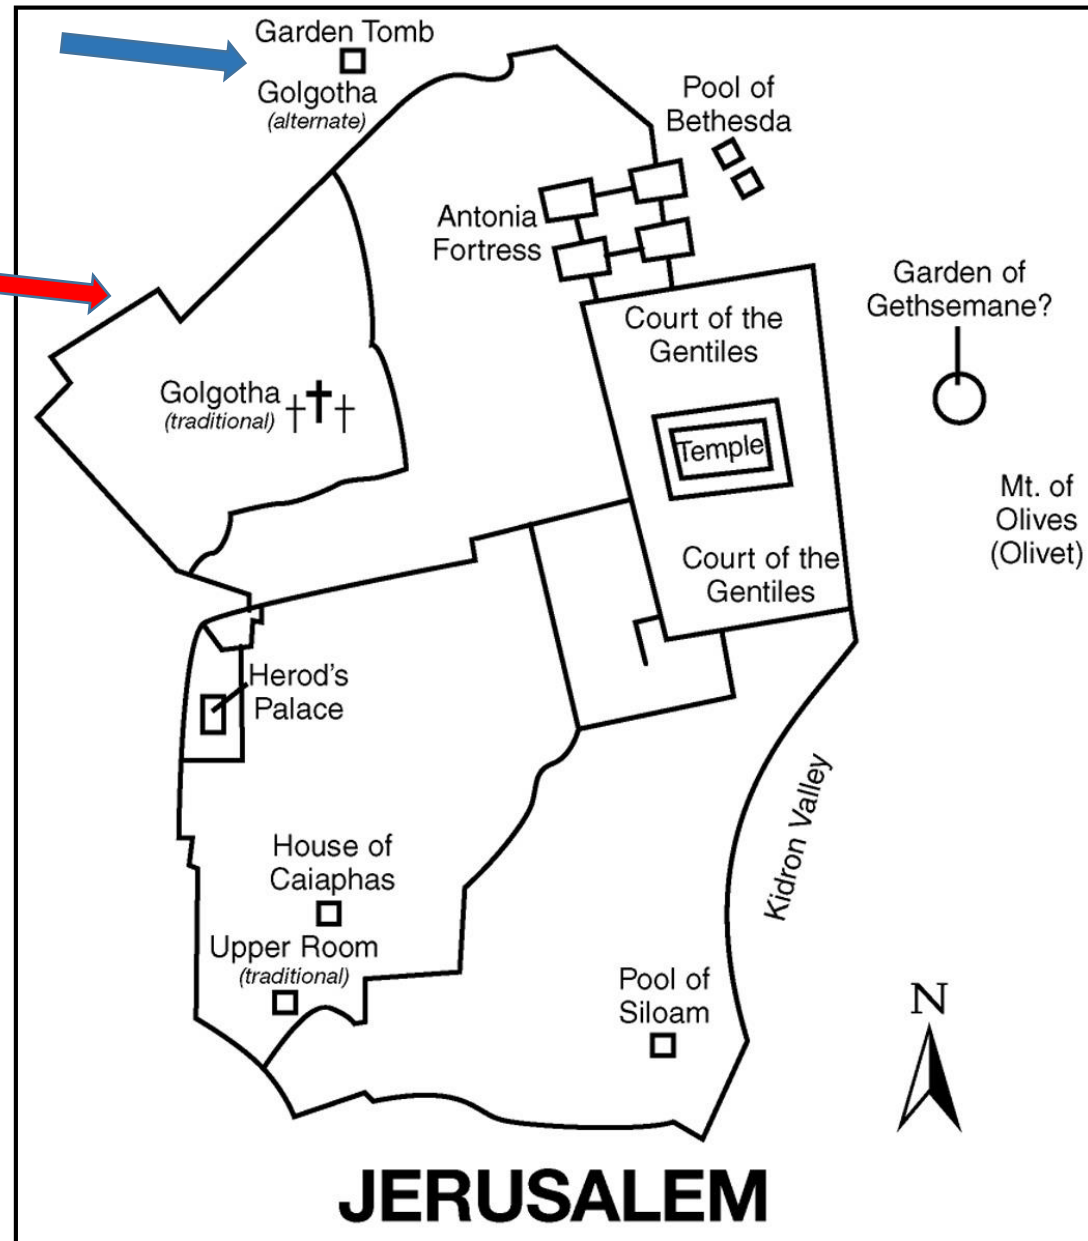 Garden Tomb
Golgotha
(alternate)
Pool of
Bethesda
Antonia
Fortress
Garden of
Gethsemane?
Court of the
Gentiles
Golgotha
(traditional)
Temple
Mt. of
Olives
(Olivet)
Court of the
Gentiles
Herod's
Palace
Kidron Valley
House of
Caiaphas
Upper Room
(traditional)
Pool of
Siloam
N
JERUSALEM